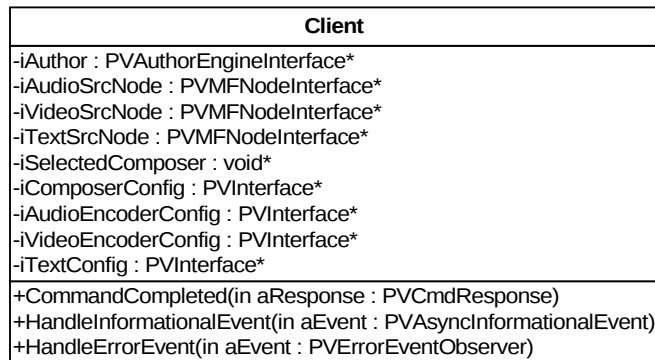 Client
-iAuthor : PVAuthorEngineInterface*
-iAudioSrcNode : PVMFNodeInterface*
-iVideoSrcNode : PVMFNodeInterface*
-iTextSrcNode : PVMFNodeInterface*
-iSelectedComposer : void*
-iComposerConfig : PVInterface*
-iAudioEncoderConfig : PVInterface*
-iVideoEncoderConfig : PVInterface*
-iTextConfig : PVInterface*
+CommandCompleted(in aResponse : PVCmdResponse)
+HandleInformationalEvent(in aEvent : PVAsyncInformationalEvent)
+HandleErrorEvent(in aEvent : PVErrorEventObserver)